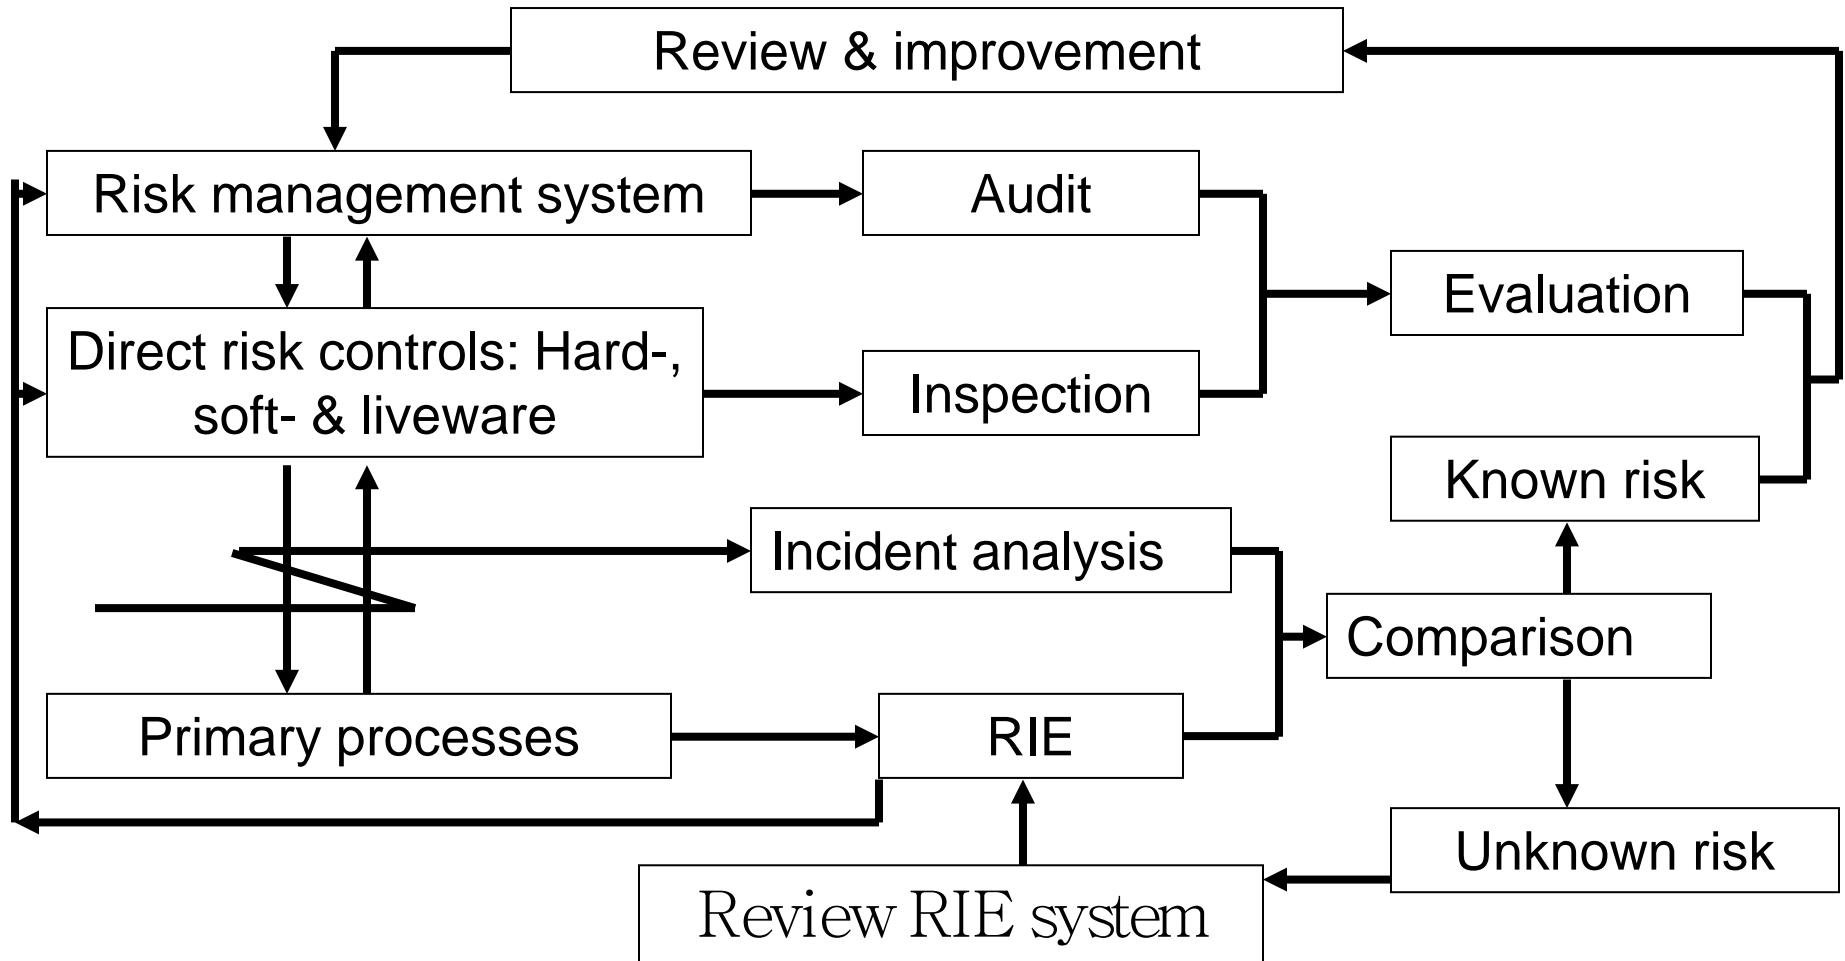 Review & improvement
Risk management system
Audit
Evaluation
Direct risk controls: Hard-,
soft- & liveware
Inspection
Known risk
Incident analysis
Comparison
Primary processes
RIE
Unknown risk
Review RIE system